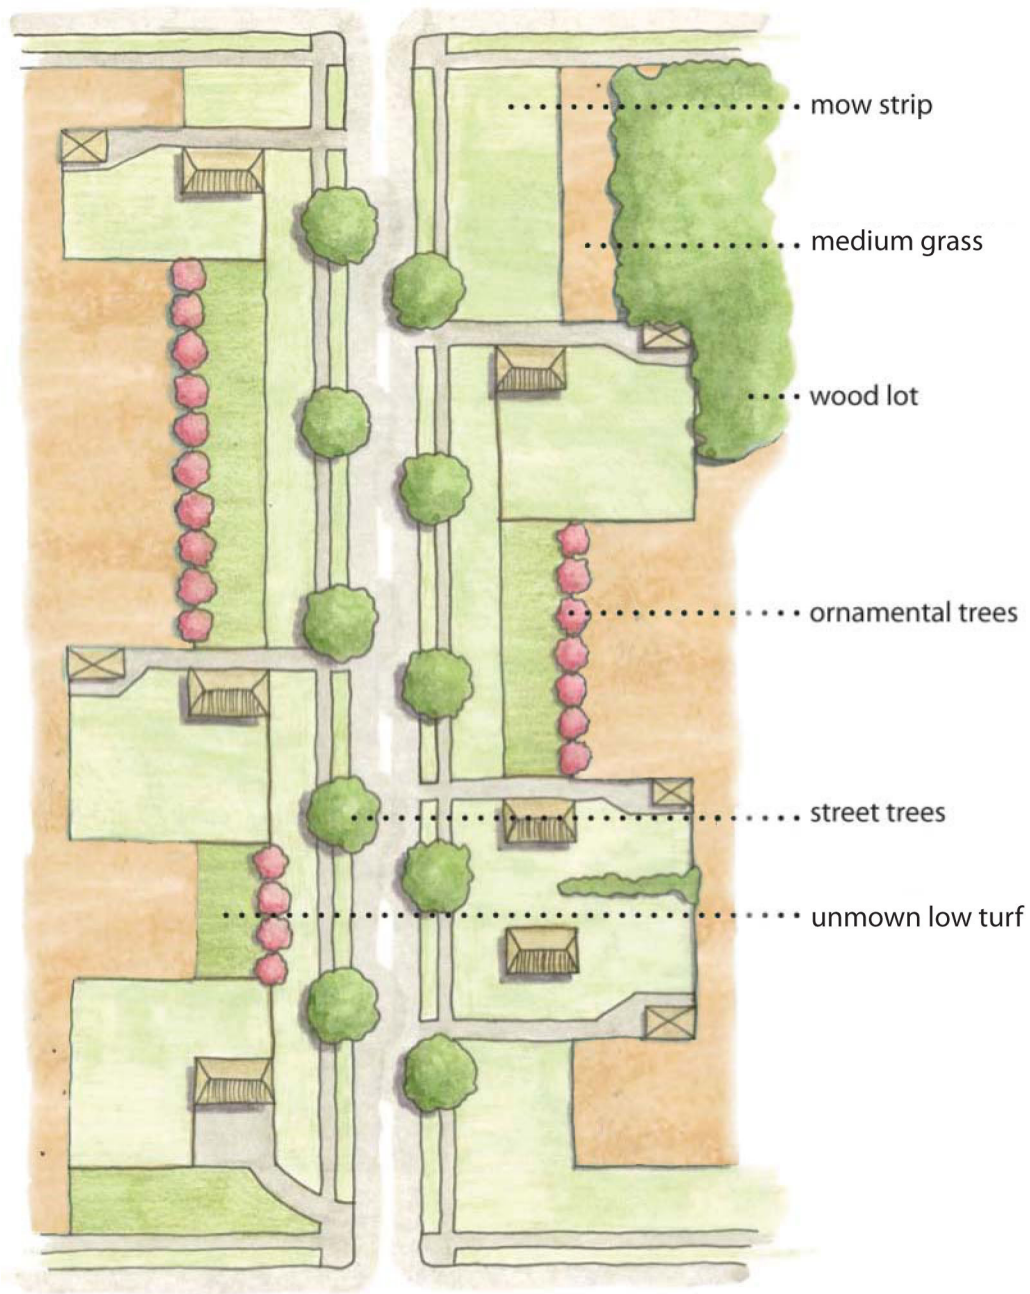 mow strip
medium grass
wood lot
ornamental trees
street trees
unmown low turf